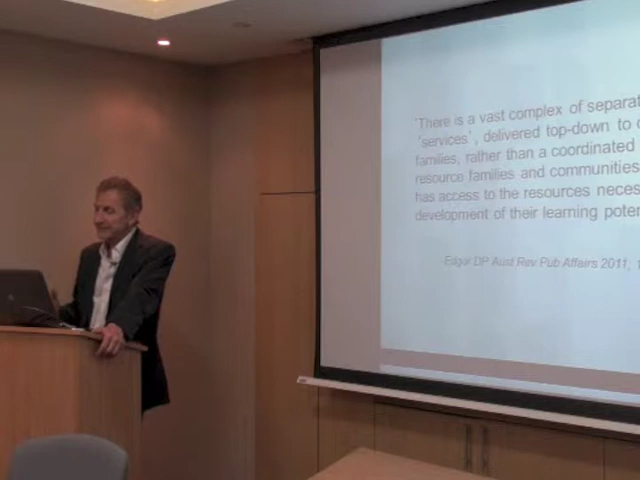 'There is a vast complex of separat
'services', delivered top-down to c
families, rather than a coordinated
resource families and communities
has access to the resources neces
development of their learning poten
Edgar DP Aust Rev Pub Affairs 2011, 1